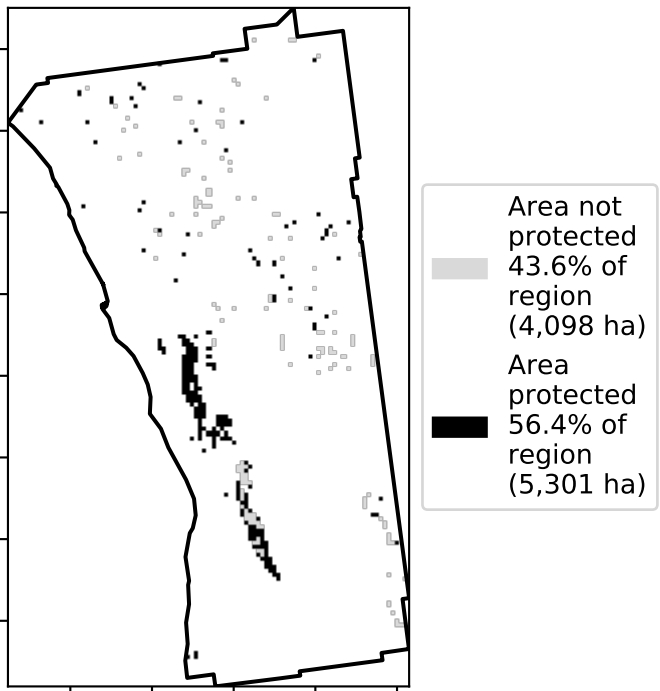 Area not
protected
43.6% of
region
(4,098 ha)
Area
protected
56.4% of
region
(5,301 ha)